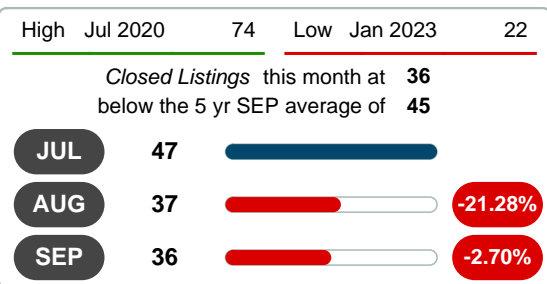 High Jul 2020 74 Low Jan 2023 22
Closed Listings this month at 36
below the 5 yr SEP average of 45
JUL 47
AUG 37 -21.28%
SEP 36 -2.70%